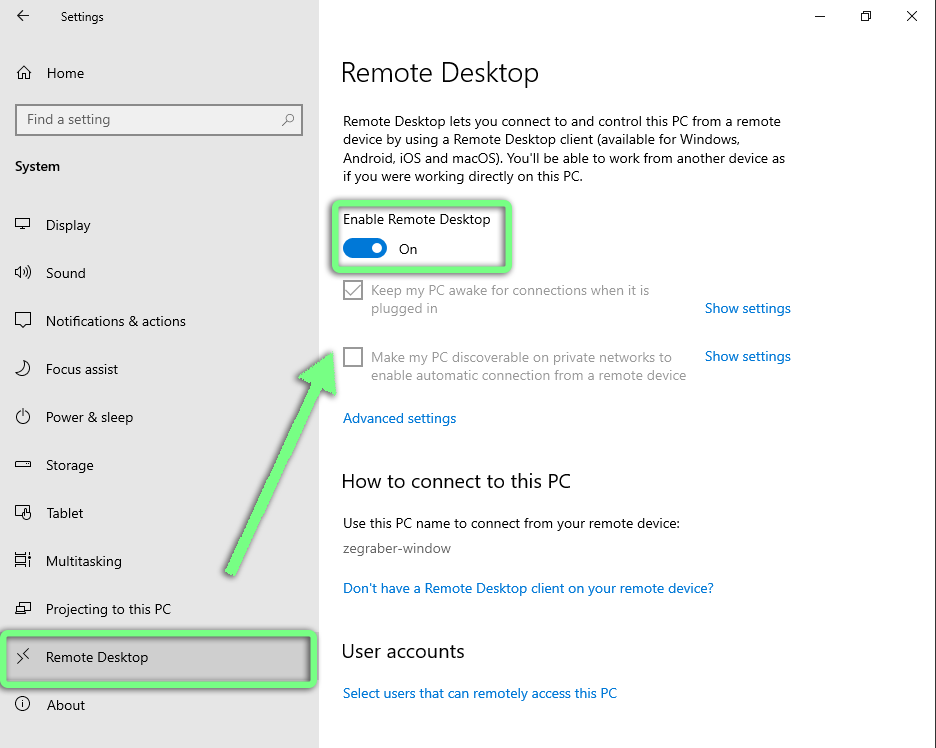 Settings
Home
Find a setting
System
Display
Sound
Notifications & actions
Focus assist
Power & sleep
Storage
Tablet
Multitasking
Projecting to this PC
Remote Desktop
About
Remote Desktop
Remote Desktop lets you connect to and control this PC from a remote
device by using a Remote Desktop client (available for Windows,
Android, iOS and macOS). You'll be able to work from another device as
if you were working directly on this PC.
Enable Remote Desktop
On
Keep my PC awake for connections when it is
plugged in
Show settings
Make my PC discoverable on private networks to
enable automatic connection from a remote device
Show settings
Advanced settings
How to connect to this PC
Use this PC name to connect from your remote device:
zegraber-window
Don't have a Remote Desktop client on your remote device?
User accounts
Select users that can remotely access this PC